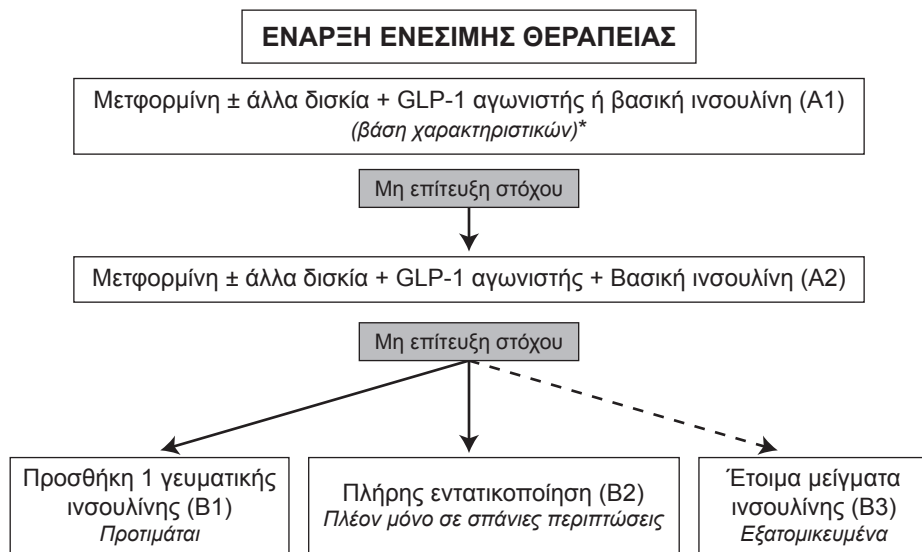 ΕΝΑΡΞΗ ΕΝΕΣΙΜΗΣ ΘΕΡΑΠΕΙΑΣ
Μετφορμίνη ± άλλα δισκία + GLP-1 αγωνιστής ή βασική ινσουλίνη (Α1)
(βάση χαρακτηριστικών)*
Μη επίτευξη στόχου
Μετφορμίνη ± άλλα δισκία + GLP-1 αγωνιστής + Βασική ινσουλίνη (Α2)
Μη επίτευξη στόχου
Προσθήκη 1 γευματικής
ινσουλίνης (Β1)
Προτιμάται
Πλήρης εντατικοποίηση (Β2)
Πλέον μόνο σε σπάνιες περιπτώσεις
Έτοιμα μείγματα
ινσουλίνης (Β3)
Εξατομικευμένα